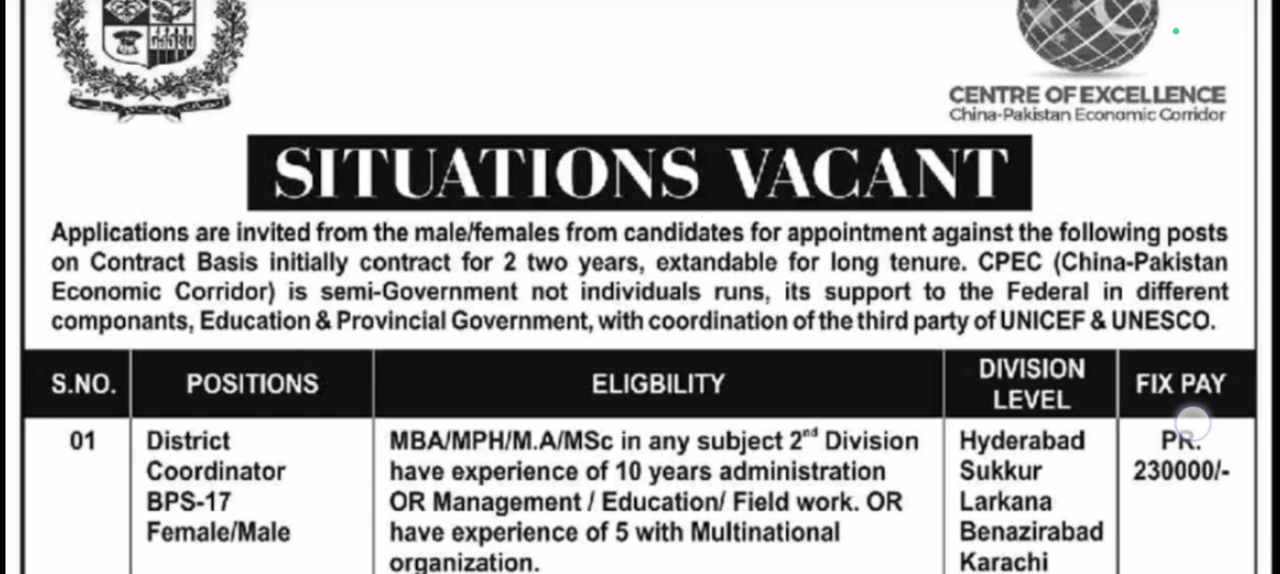 CENTRE OF EXCELLENCE
China-Pakistan Economic Corridor
SITUATIONS VACANT
Applications are invited from the male/females from candidates for appointment against the following posts
on Contract Basis initially contract for 2 two years, extandable for long tenure. CPEC (China-Pakistan
Economic Corridor) is semi-Government not individuals runs, its support to the Federal in different
componants, Education & Provincial Government, with coordination of the third party of UNICEF & UNESCO.
S.NO. POSITIONS ELIGBILITY DIVISION LEVEL FIX PAY
01
District
Coordinator
BPS-17
Female/Male
MBA/MPH/M.A/MSc in any subject 2nd Division
have experience of 10 years administration
OR Management / Education/ Field work. OR
have experience of 5 with Multinational
organization.
Hyderabad
Sukkur
Larkana
Benazirabad
Karachi
PR.
230000/-